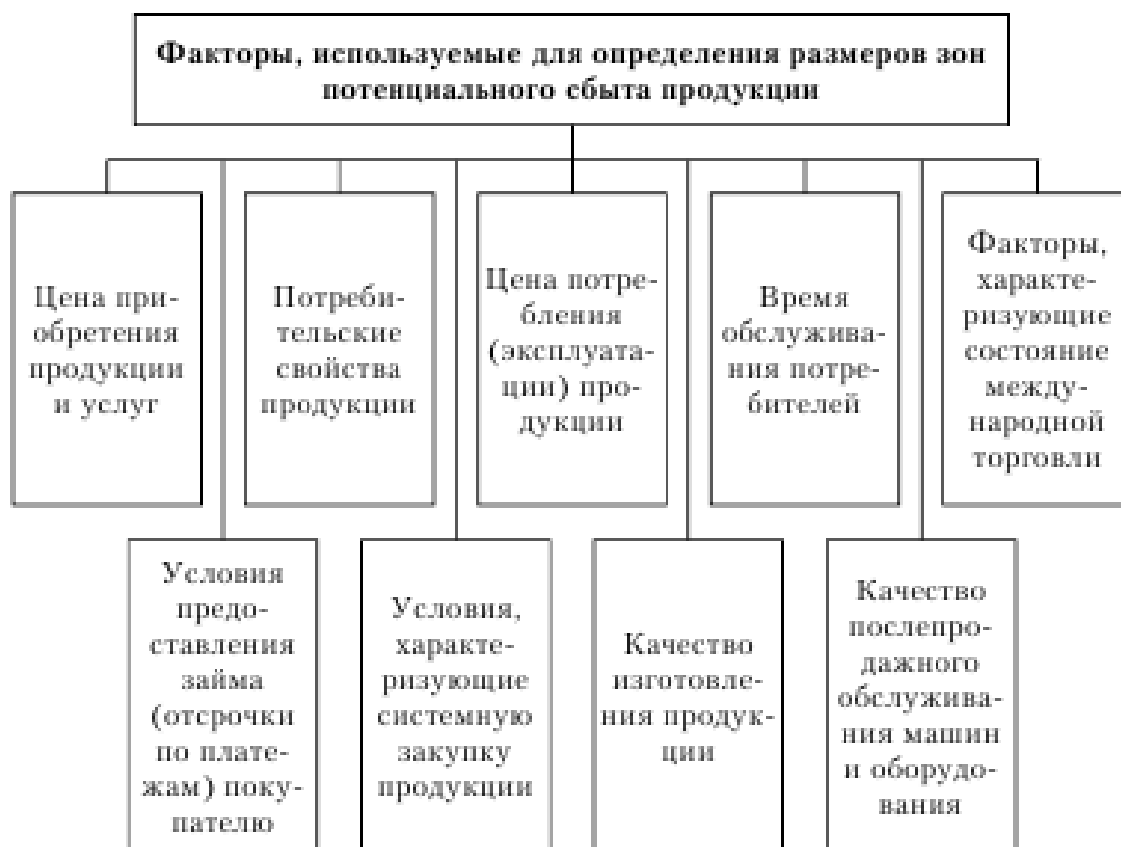 Факторы, используемые для определения размеров зон
потенциального сбыта продукции
Цена при-
обретения
продукции
и услуг
Потреби-
тельские
свойства
продукции
Цена потре-
бления
(эксплуата-
ции) про-
дукции
Время
обслужива-
ния потре-
бителей
Факторы,
характе-
ризующие
состояние
между-
народной
торговли
Условия
предо-
ставления
займа
(отсрочки
по плате-
жам) поку-
пателю
Условия,
характе-
ризующие
системную
закупку
продукции
Качество
изготовле-
ния продук-
ции
Качество
послепро-
дажного
обслужива-
ния машин
и оборудо-
вания